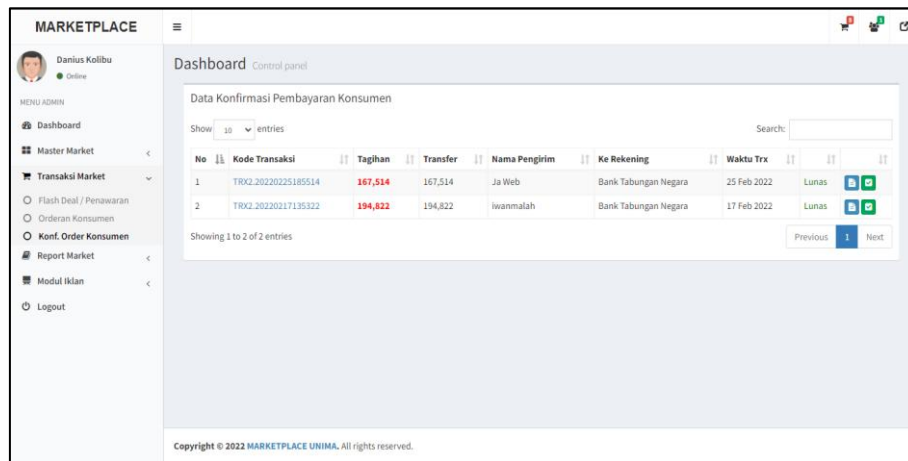 MARKETPLACE
Danius Kolibu
Online
MENU ADMIN
Dashboard
Master Market
Transaksi Market
Flash Deal / Penawaran
Orderan Konsumen
Konf. Order Konsumen
Report Market
Modul Iklan
Logout
Dashboard Control panel
Data Konfirmasi Pembayaran Konsumen
Show 10 entries Search:
No Kode Transaksi Tagihan Transfer Nama Pengirim Ke Rekening Waktu Trx
1 TRX2.20220225185514 167,514 167,514 Ja Web Bank Tabungan Negara 25 Feb 2022 Lunas
2 TRX2.20220217135322 194,822 194,822 iwanmalah Bank Tabungan Negara 17 Feb 2022 Lunas
Showing 1 to 2 of 2 entries Previous 1 Next
Copyright © 2022 MARKETPLACE UNIMA. All rights reserved.